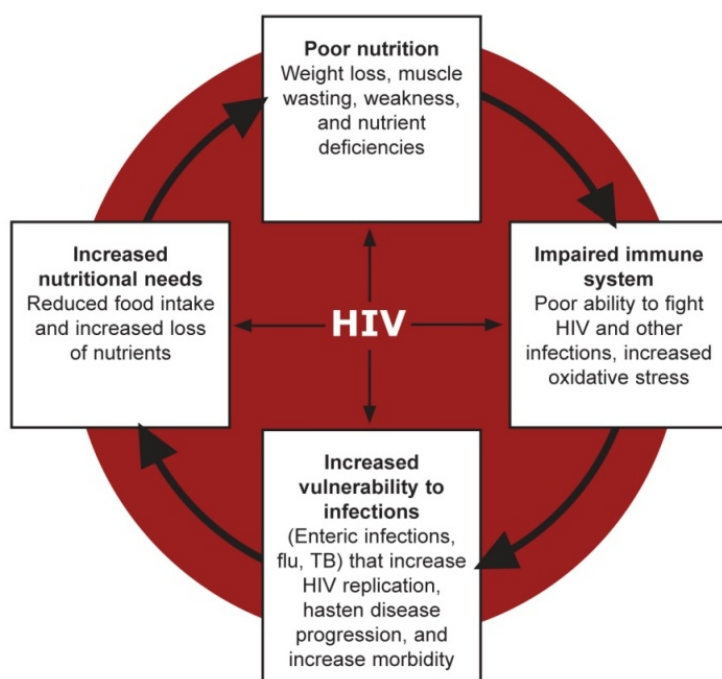 Poor nutrition
Weight loss, muscle
wasting, weakness,
and nutrient
deficiencies
Increased
nutritional needs
Reduced food intake
and increased loss
of nutrients
HIV
Impaired immune
system
Poor ability to fight
HIV and other
infections, increased
oxidative stress
Increased
vulnerability to
infections
(Enteric infections,
flu, TB) that increase
HIV replication,
hasten disease
progression, and
increase morbidity